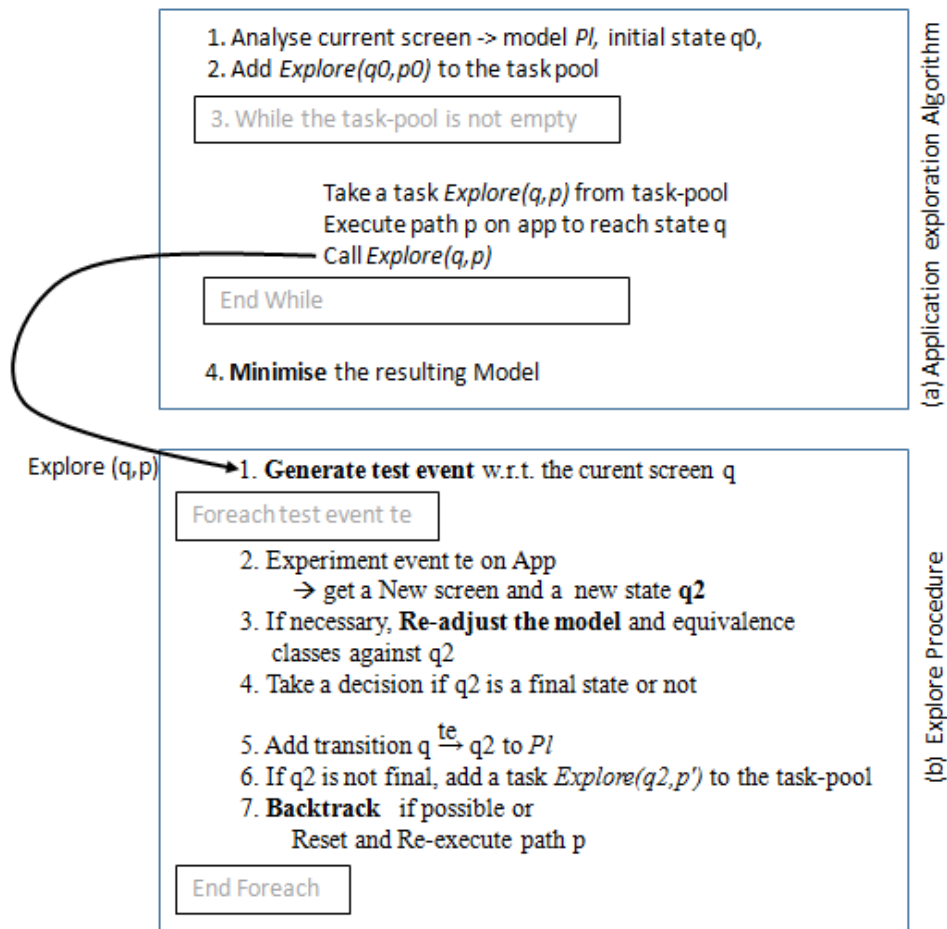 1. Analyse current screen -> model Pl, initial state q0,
2. Add Explore(q0,p0) to the task pool
3. While the task-pool is not empty
Take a task Explore(q,p) from task-pool
Execute path p on app to reach state q
Call Explore(q,p)
End While
4. Minimise the resulting Model
(a) Application exploration Algorithm
Explore (q,p)
1. Generate test event w.r.t. the curent screen q
Foreach test event te
2. Experiment event te on App
→ get a New screen and a new state q2
3. If necessary, Re-adjust the model and equivalence
classes against q2
4. Take a decision if q2 is a final state or not
te
5. Add transition q → q2 to Pl
6. If q2 is not final, add a task Explore(q2,p') to the task-pool
7. Backtrack if possible or
Reset and Re-execute path p
End Foreach
(b) Explore Procedure